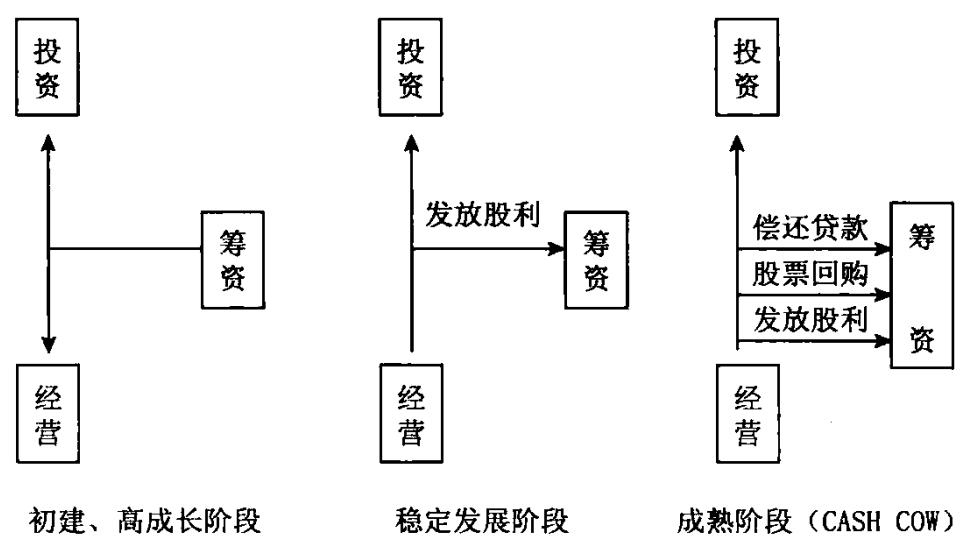 投资
筹资
经营
初建、高成长阶段
投资
发放股利
筹资
经营
稳定发展阶段
投资
偿还贷款
股票回购
发放股利
筹资
经营
成熟阶段（CASH COW）